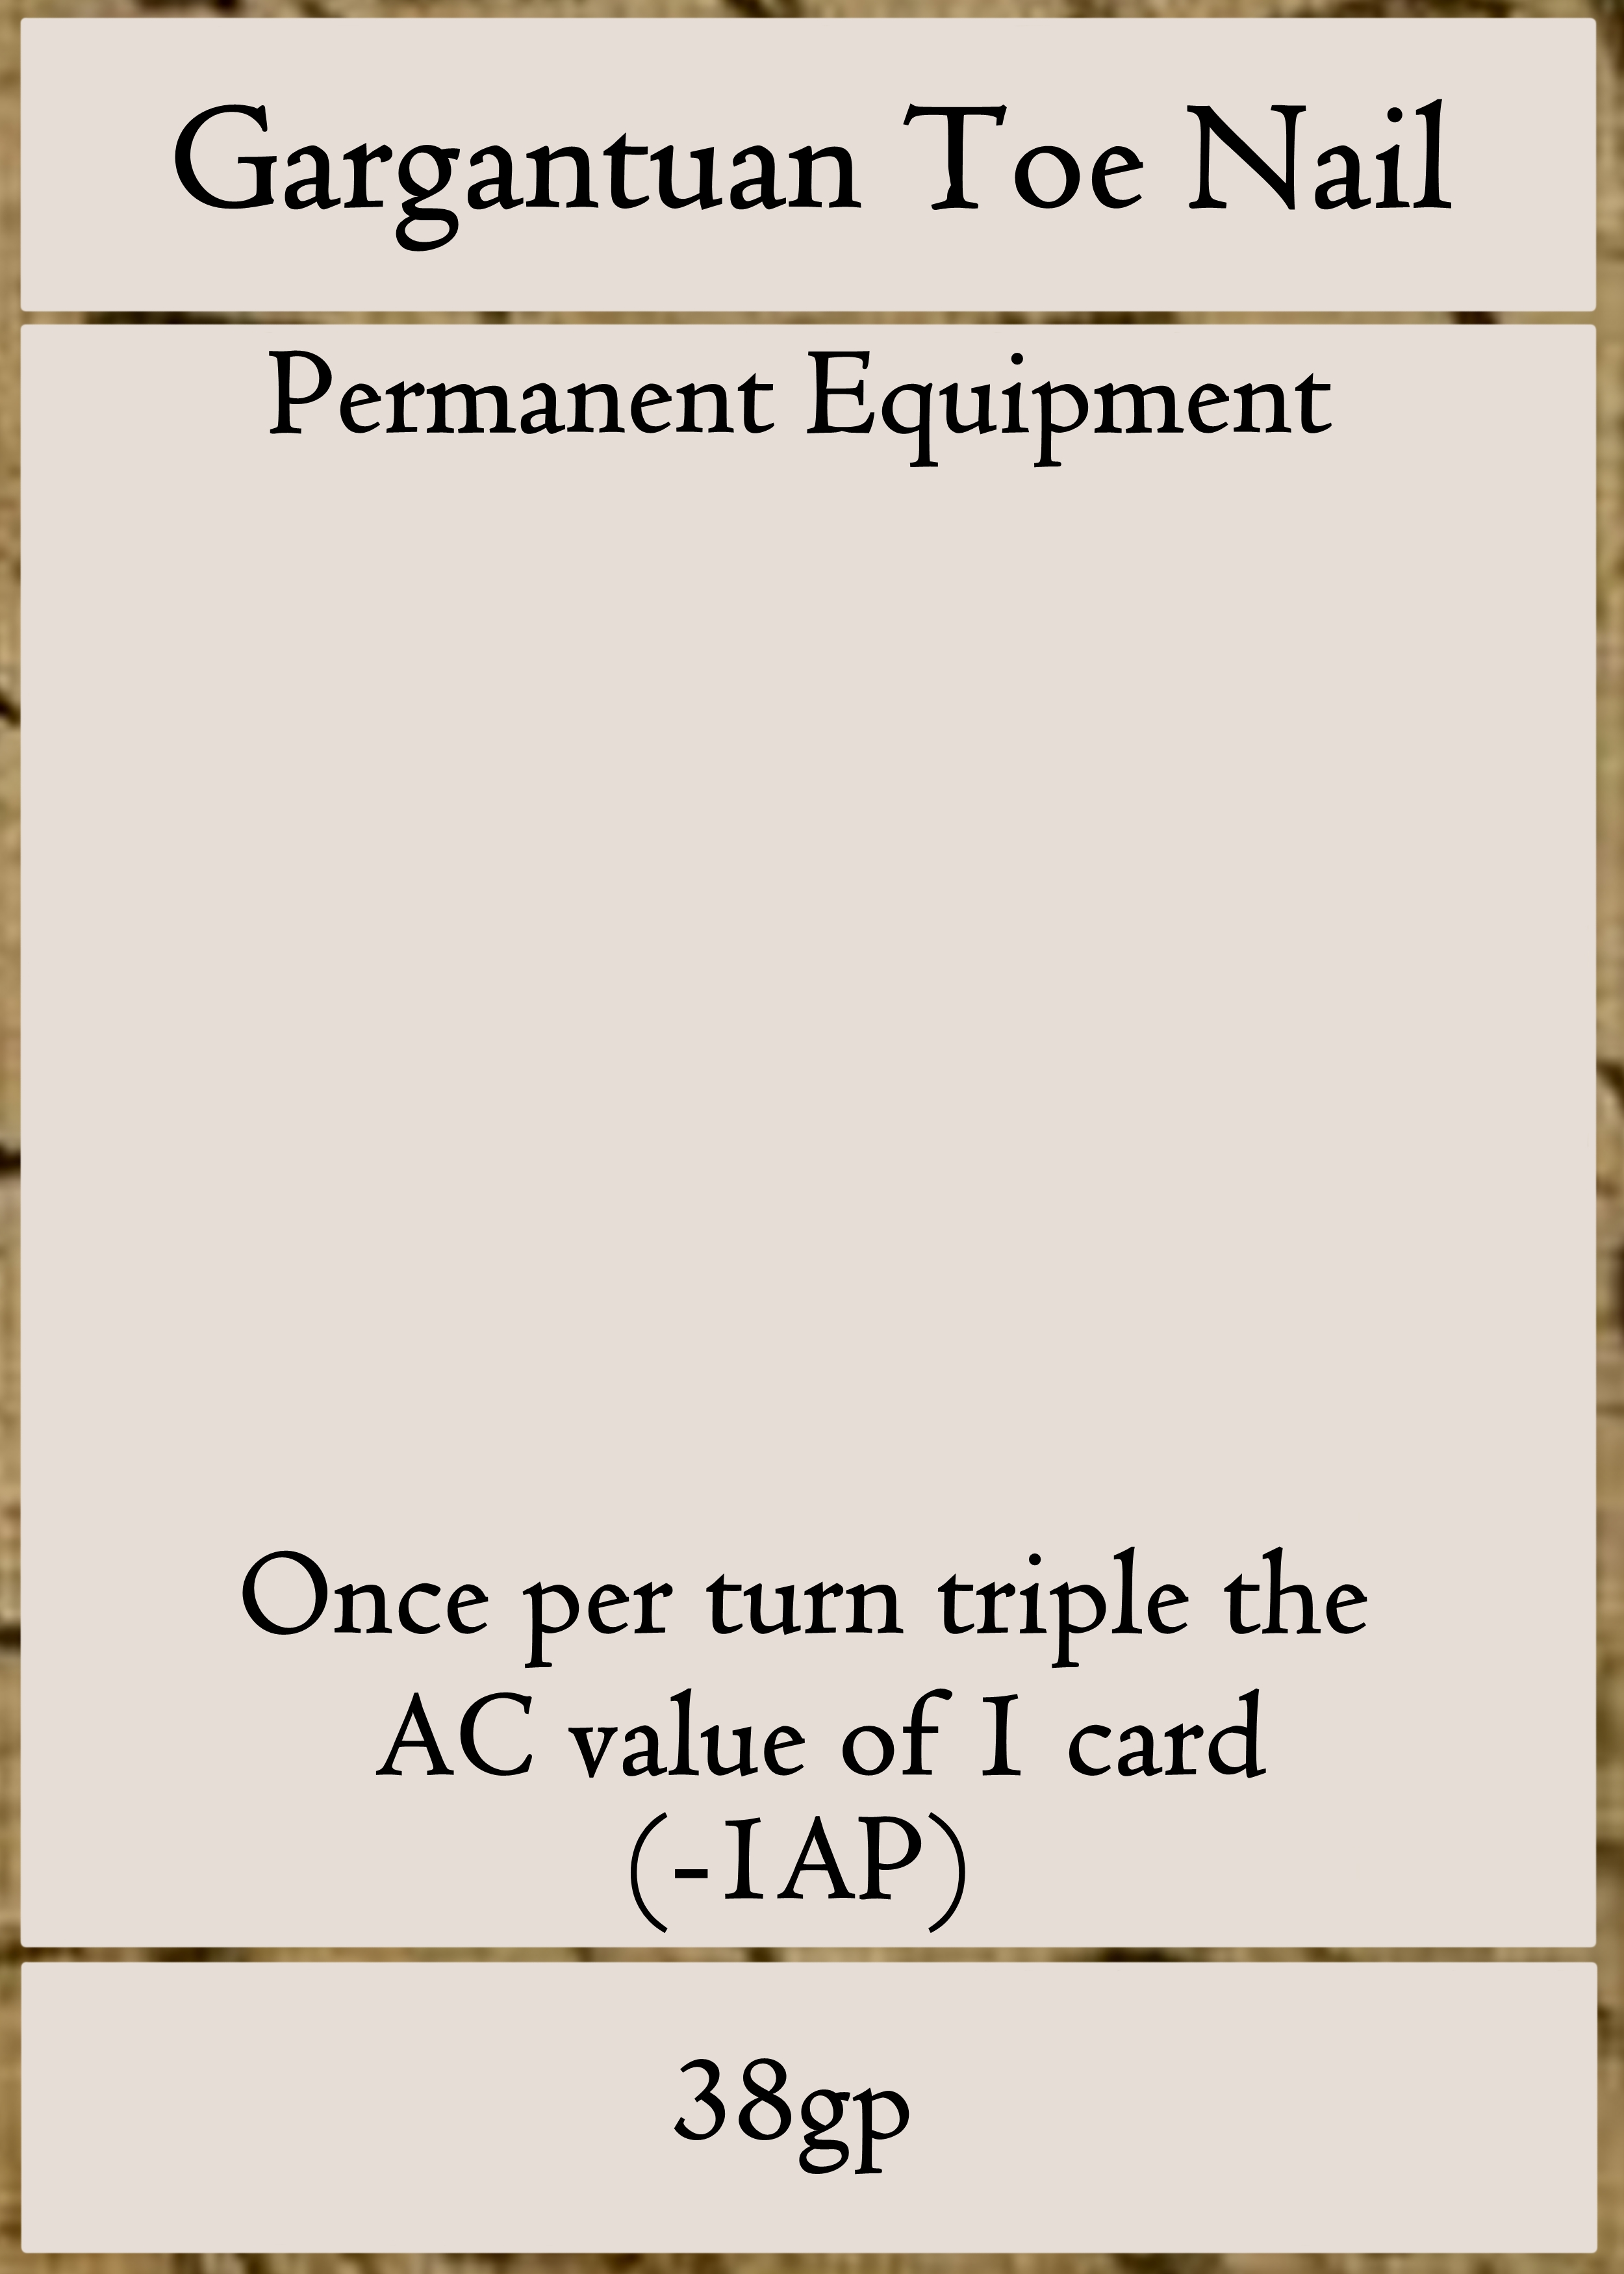 Gargantuan Toe Nail
Permanent Equipment
Once per turn triple the
AC value of 1 card
(-1AP)
38gp